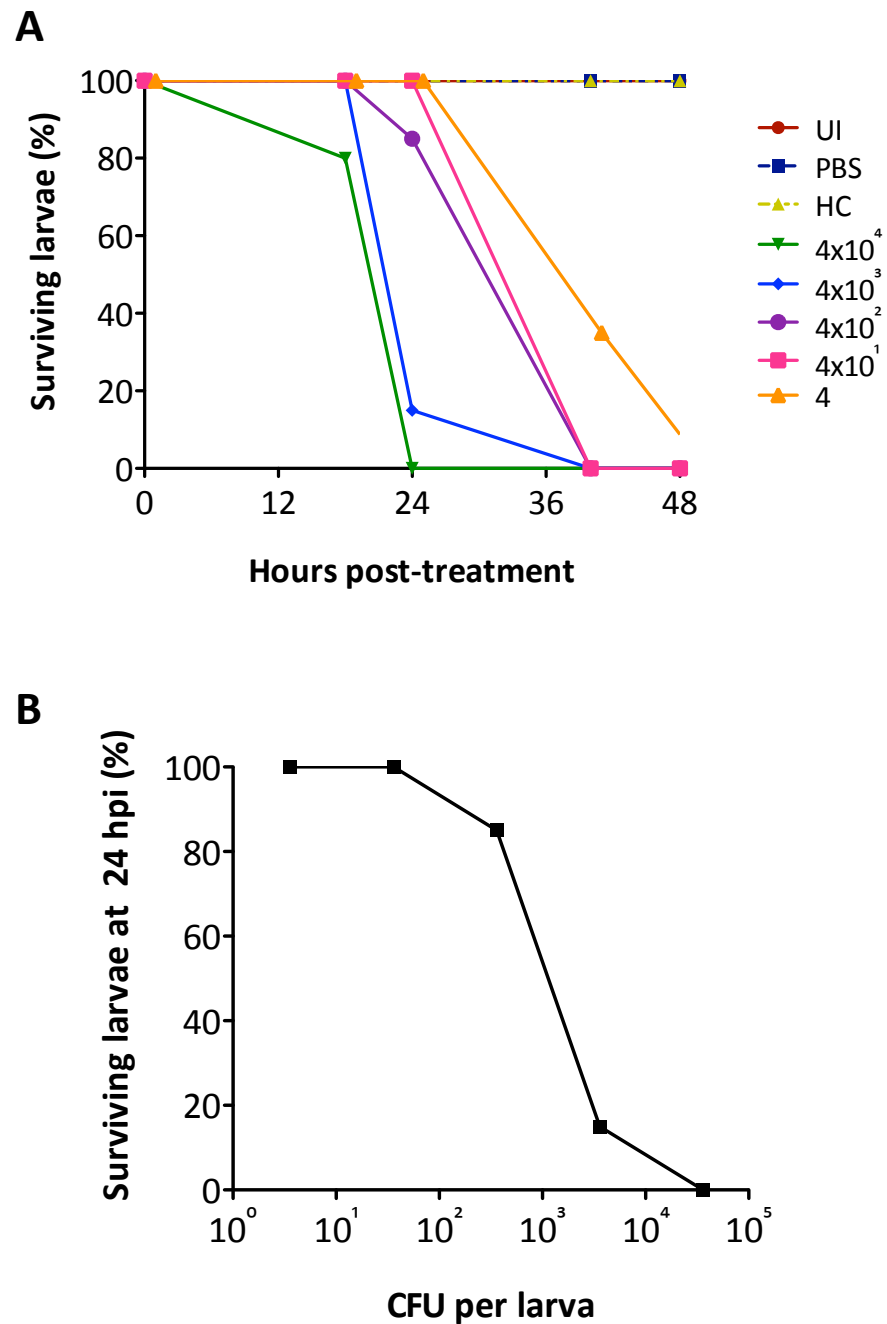 A
Surviving larvae (%)
100
80
60
40
20
0
0 12 24 36 48
Hours post-treatment
UI
PBS
HC
4x10⁴
4x10³
4x10²
4x10¹
4
B
Surviving larvae at 24 hpi (%)
100
80
60
40
20
0
10⁰ 10¹ 10² 10³ 10⁴ 10⁵
CFU per larva